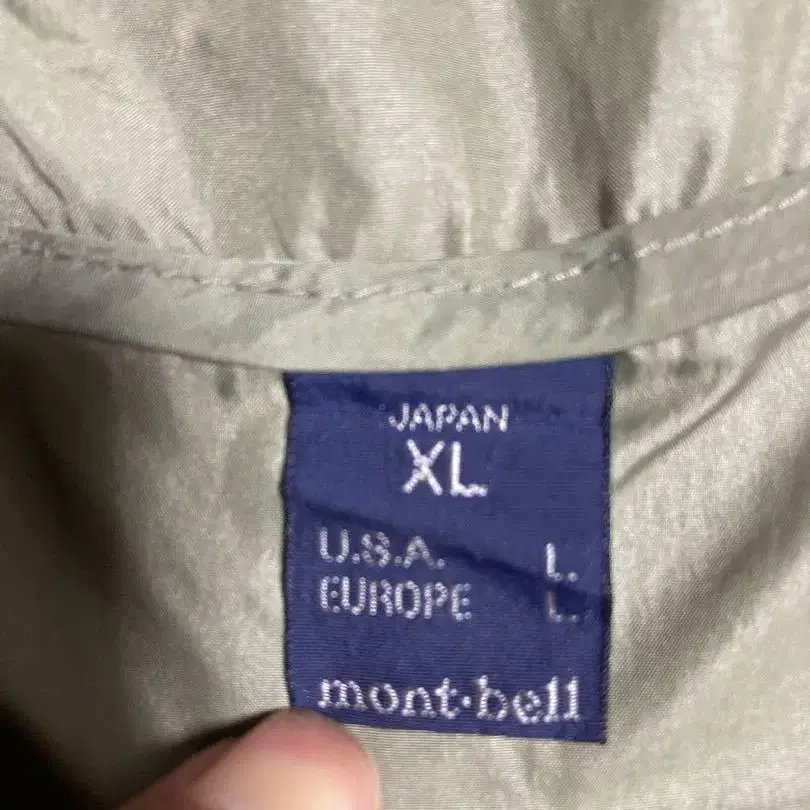 JAPAN
XL
U.S.A. L
EUROPE L
mont·bell